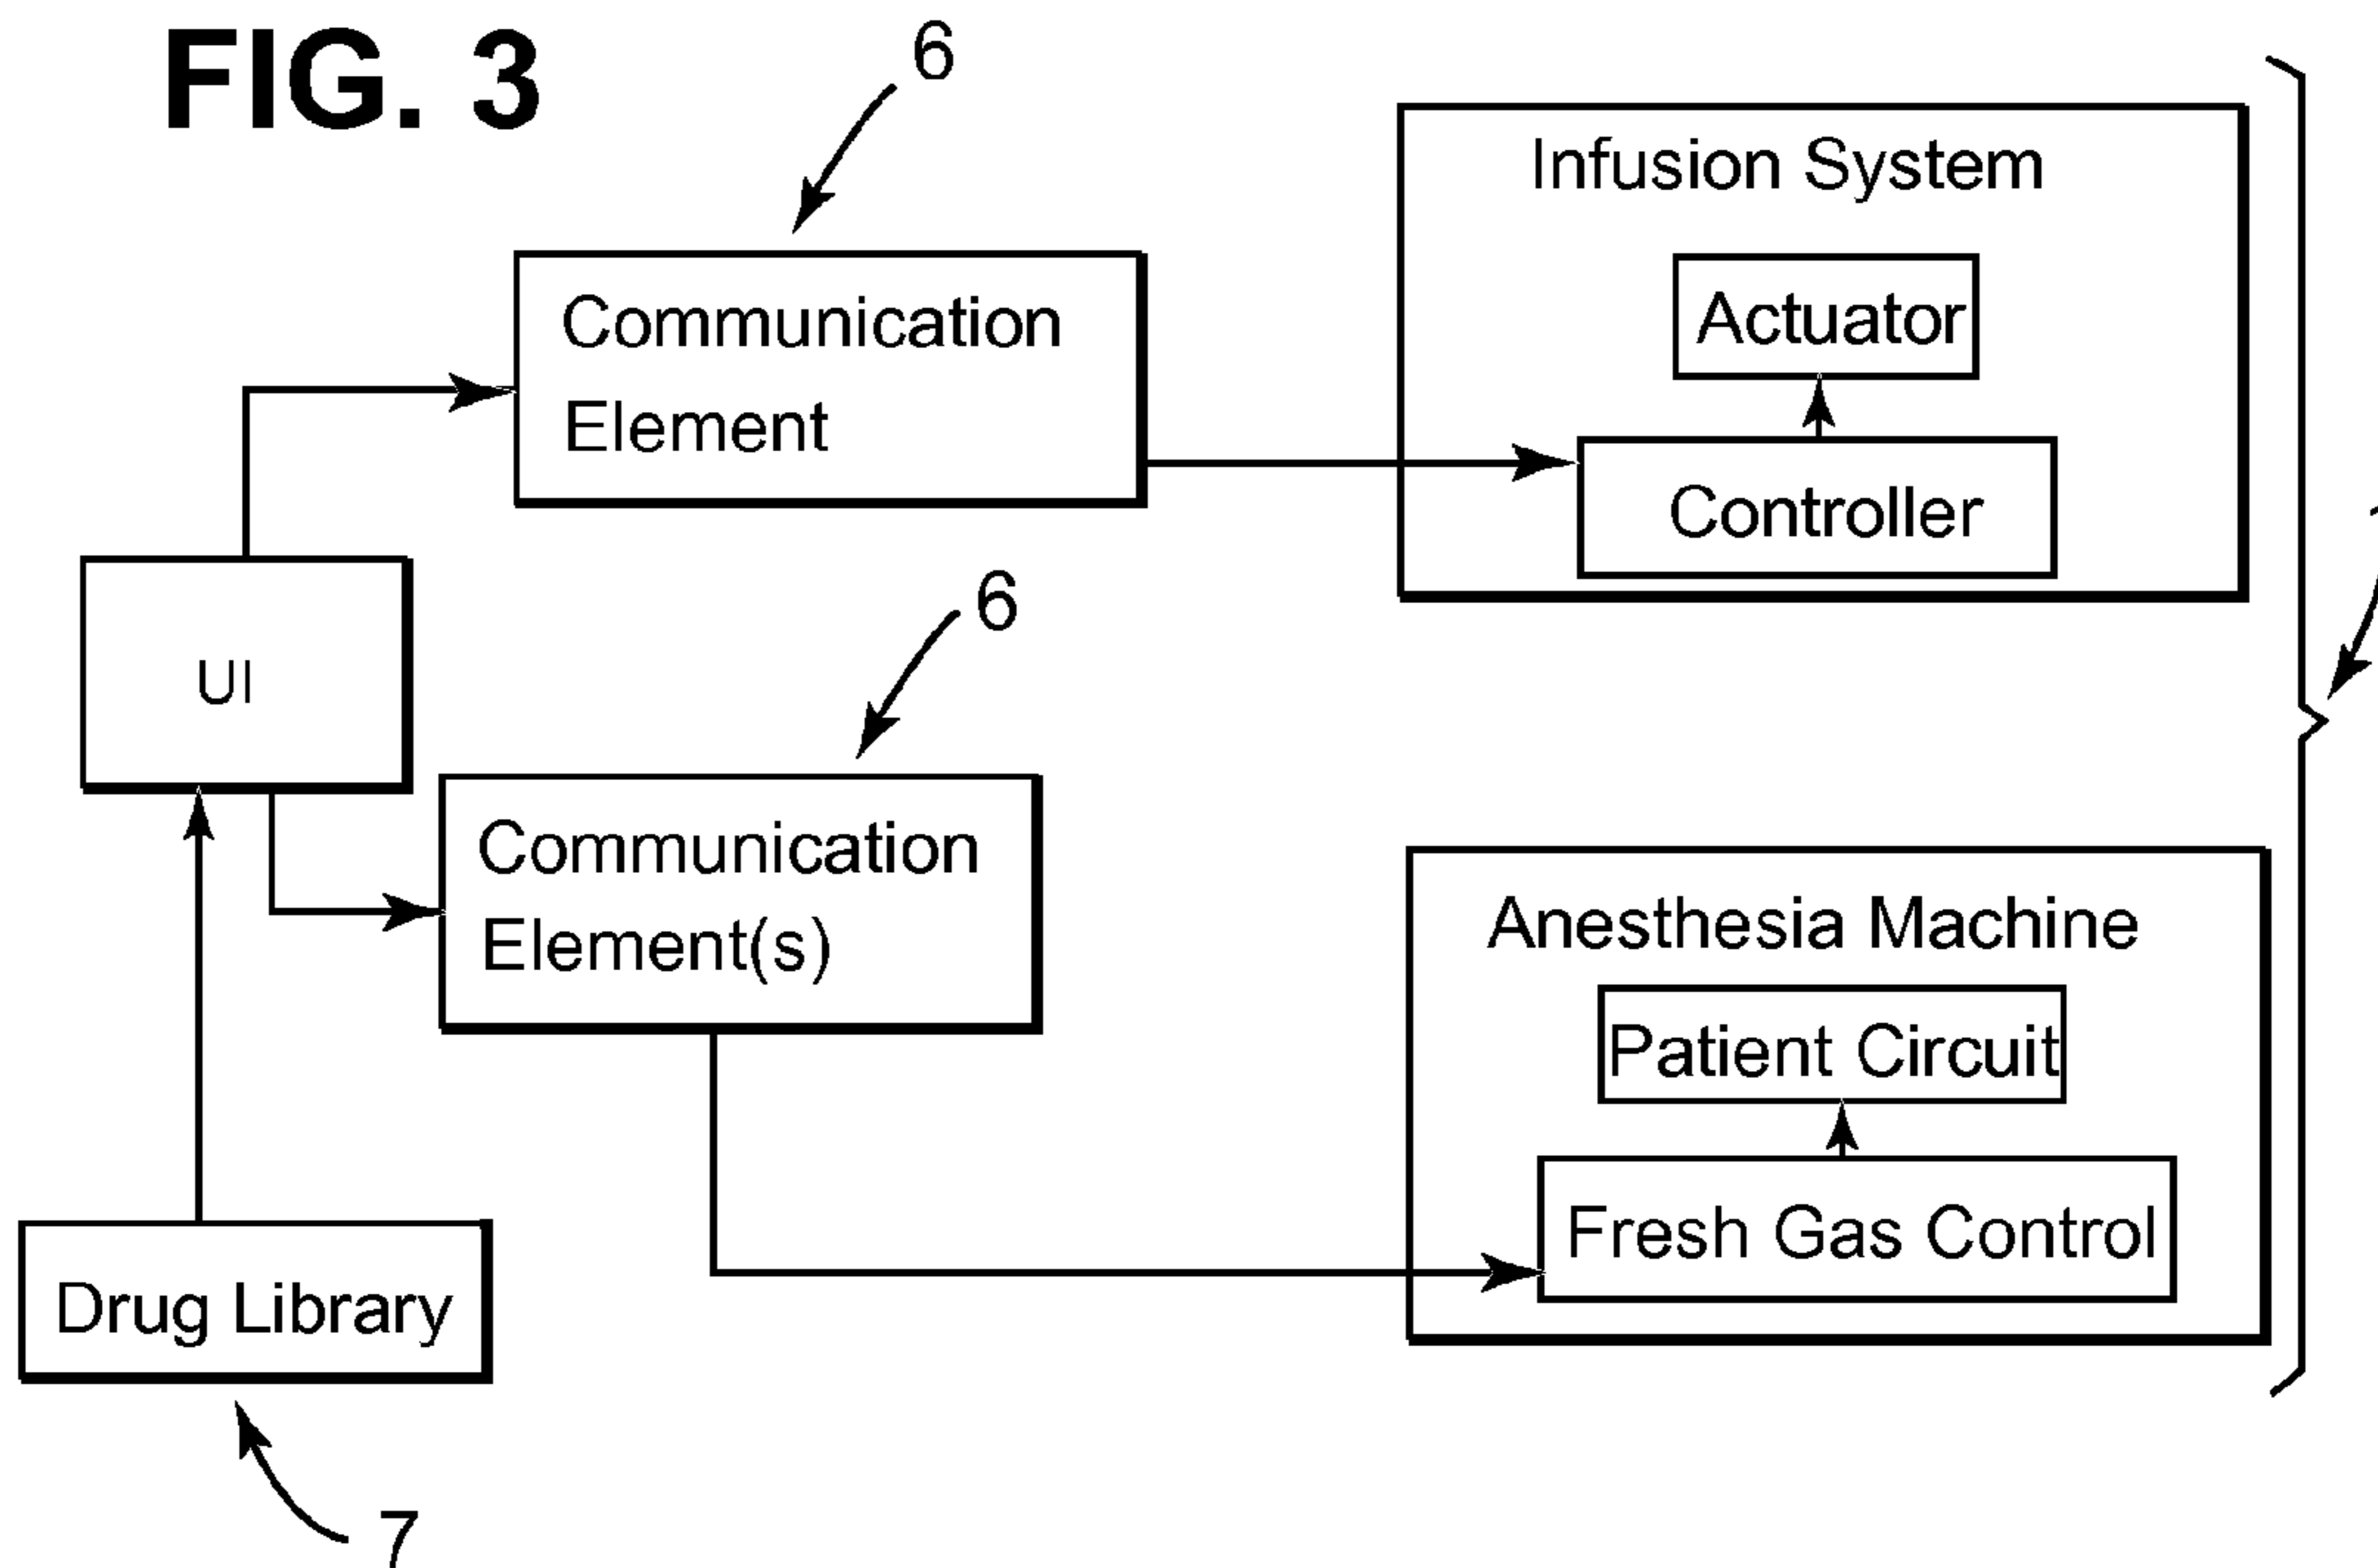 FIG. 3
6
Infusion System
Actuator
Communication
Element
Controller
6
UI
Communication
Element(s)
Anesthesia Machine
Patient Circuit
Fresh Gas Control
Drug Library
7